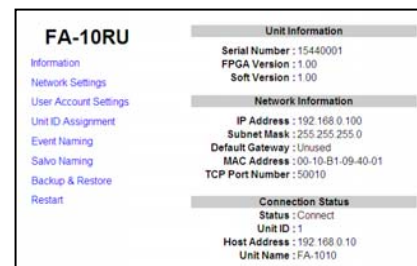 FA-10RU
Information
Network Settings
User Account Settings
Unit ID Assignment
Event Naming
Salvo Naming
Backup & Restore
Restart
Unit Information
Serial Number : 15440001
FPGA Version : 1.00
Soft Version : 1.00
Network Information
IP Address : 192.168.0.100
Subnet Mask : 255.255.255.0
Default Gateway : Unused
MAC Address : 00-10-B1-09-40-01
TCP Port Number : 50010
Connection Status
Status : Connect
Unit ID : 1
Host Address : 192.168.0.10
Unit Name : FA-1010